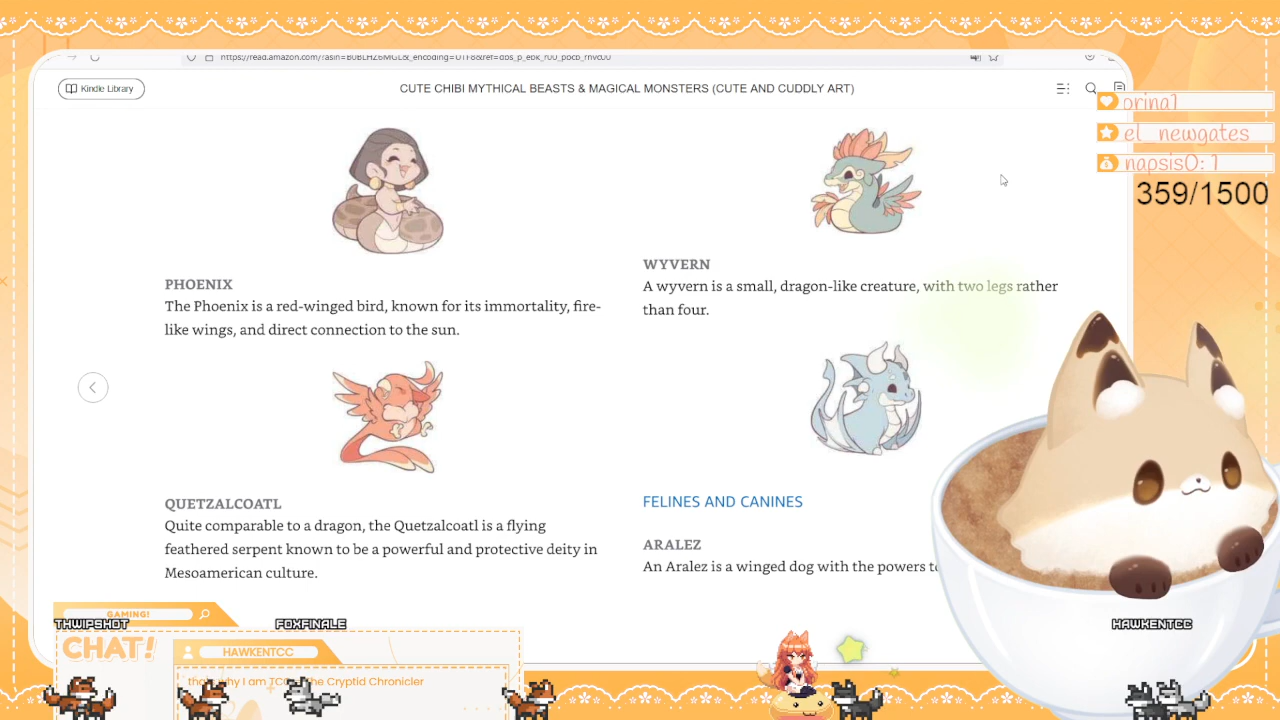 Kindle Library
CUTE CHIBI MYTHICAL BEASTS & MAGICAL MONSTERS (CUTE AND CUDDLY ART)
PHOENIX
The Phoenix is a red-winged bird, known for its immortality, fire-
like wings, and direct connection to the sun.
QUETZALCOATL
Quite comparable to a dragon, the Quetzalcoatl is a flying
feathered serpent known to be a powerful and protective deity in
Mesoamerican culture.
WYVERN
A wyvern is a small, dragon-like creature, with two legs rather
than four.
FELINES AND CANINES
ARALEZ
An Aralez is a winged dog with the powers
orina1
el_newgates
napsis0: 1
359/1500
GAMING!
THWIPSHOT
FOXFINALE
HAWKENTCC
CHAT!
HAWKENTCC
why I am
The Cryptid Chronicler